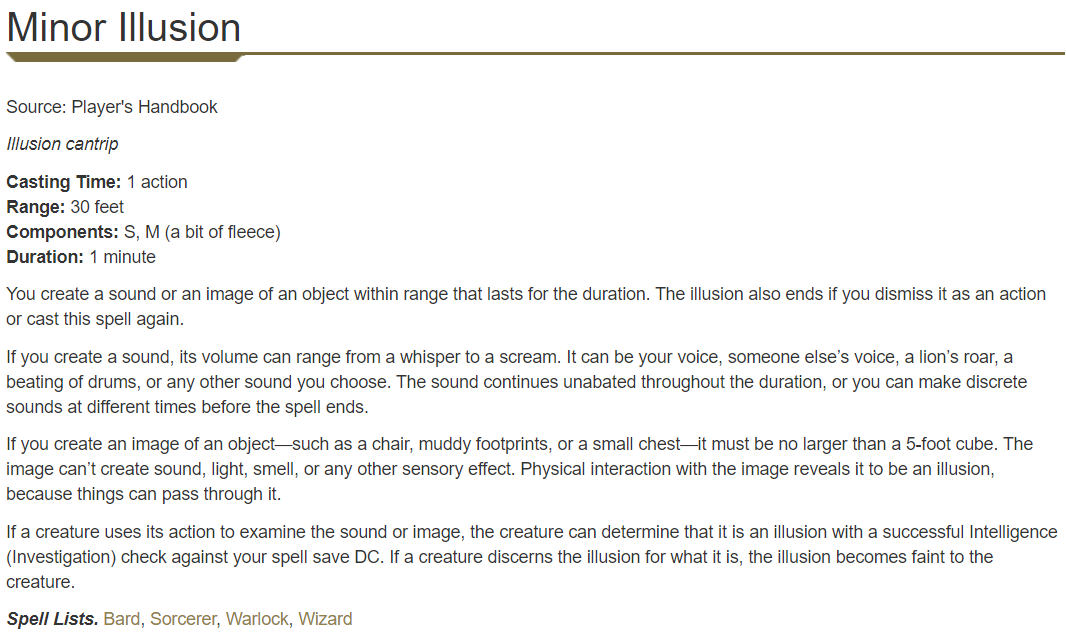 Minor Illusion
Source: Player's Handbook
Illusion cantrip
Casting Time: 1 action
Range: 30 feet
Components: S, M (a bit of fleece)
Duration: 1 minute
You create a sound or an image of an object within range that lasts for the duration. The illusion also ends if you dismiss it as an action
or cast this spell again.
If you create a sound, its volume can range from a whisper to a scream. It can be your voice, someone else’s voice, a lion’s roar, a
beating of drums, or any other sound you choose. The sound continues unabated throughout the duration, or you can make discrete
sounds at different times before the spell ends.
If you create an image of an object—such as a chair, muddy footprints, or a small chest—it must be no larger than a 5-foot cube. The
image can’t create sound, light, smell, or any other sensory effect. Physical interaction with the image reveals it to be an illusion,
because things can pass through it.
If a creature uses its action to examine the sound or image, the creature can determine that it is an illusion with a successful Intelligence
(Investigation) check against your spell save DC. If a creature discerns the illusion for what it is, the illusion becomes faint to the
creature.
Spell Lists. Bard, Sorcerer, Warlock, Wizard